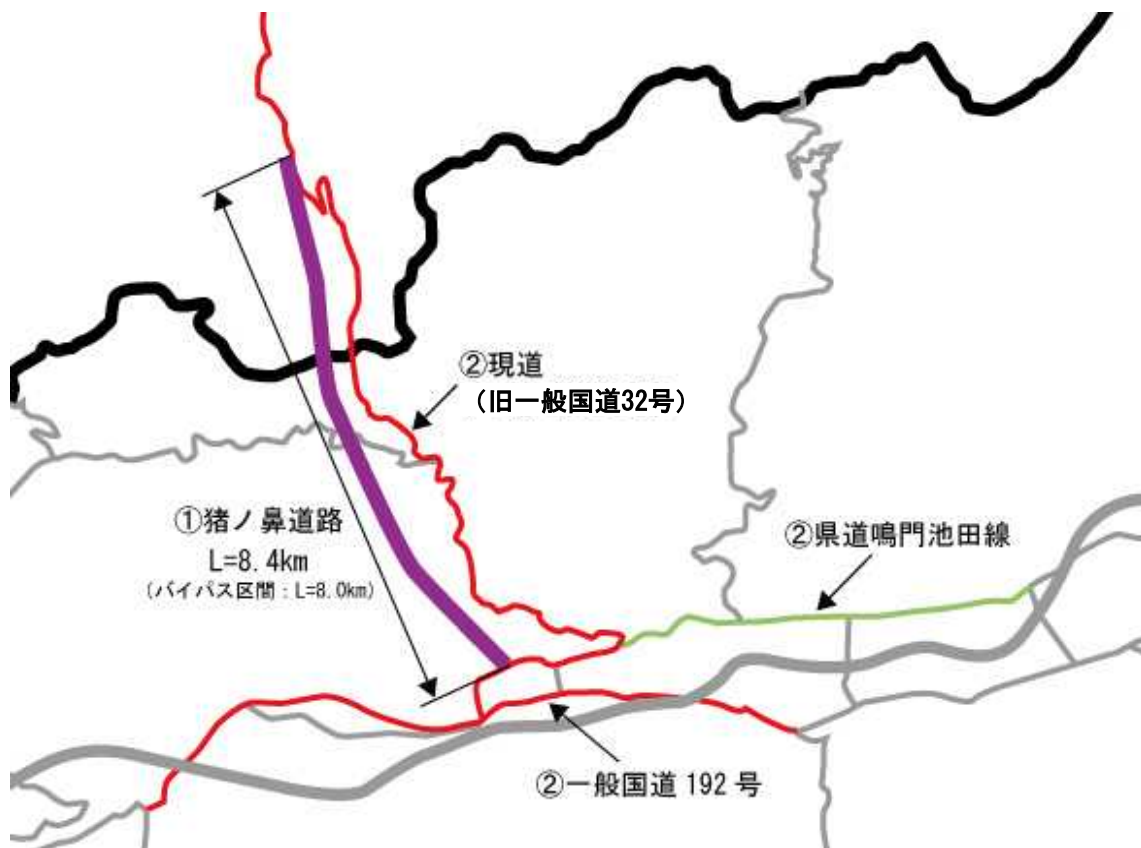 ②現道
（旧一般国道32号）
①猪ノ鼻道路
L=8.4km
（バイパス区間：L=8.0km）
②県道鳴門池田線
②一般国道 192 号